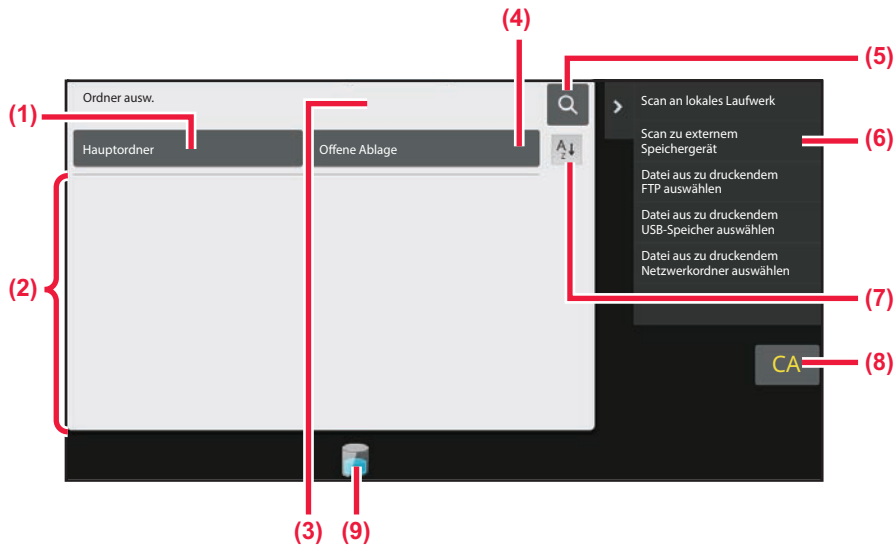 (4)
(5)
Ordner ausw.
(1)
Scan an lokales Laufwerk
Hauptordner
Offene Ablage
A
Z
Scan zu externem
Speichergerät
(6)
Datei aus zu druckendem
FTP auswählen
Datei aus zu druckendem
USB-Speicher auswählen
Datei aus zu druckendem
Netzwerkordner auswählen
(2)
(7)
CA
(8)
(3)
(9)